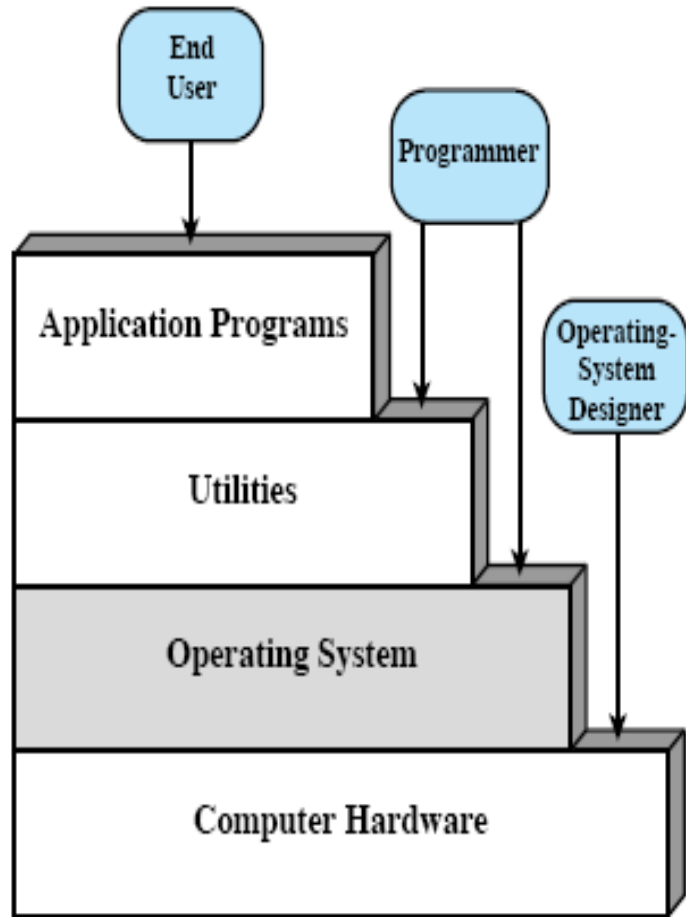 End
User
Programmer
Application Programs
Operating-
System
Designer
Utilities
Operating System
Computer Hardware